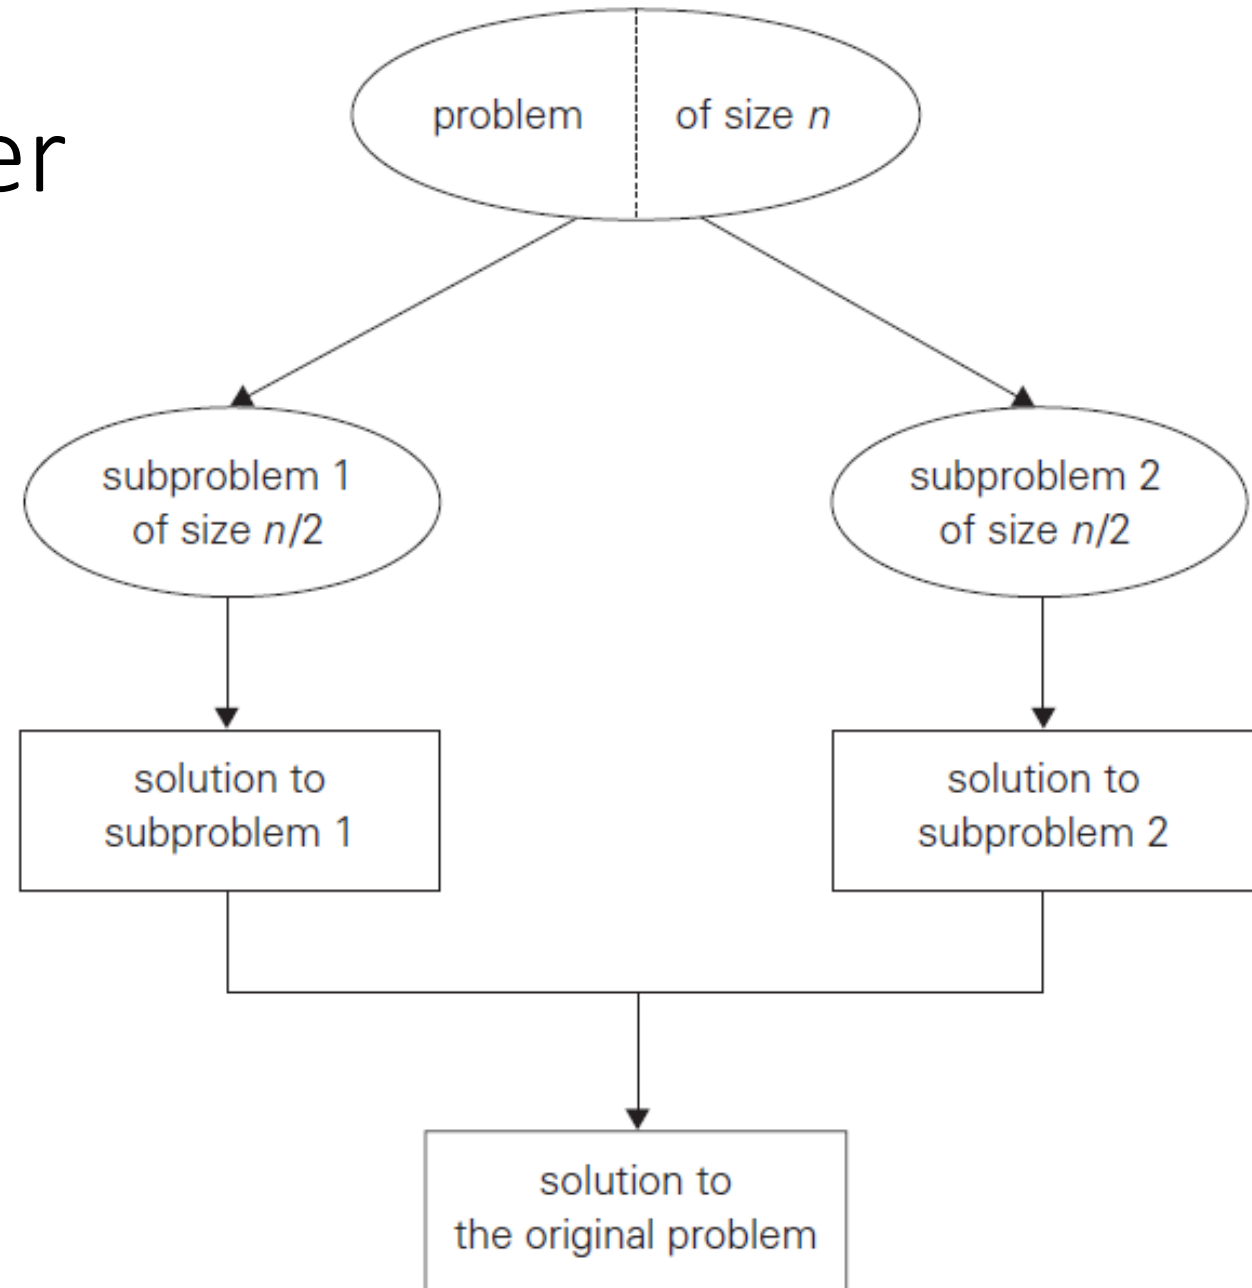 er
problem of size n
subproblem 1
of size n/2
subproblem 2
of size n/2
solution to
subproblem 1
solution to
subproblem 2
solution to
the original problem